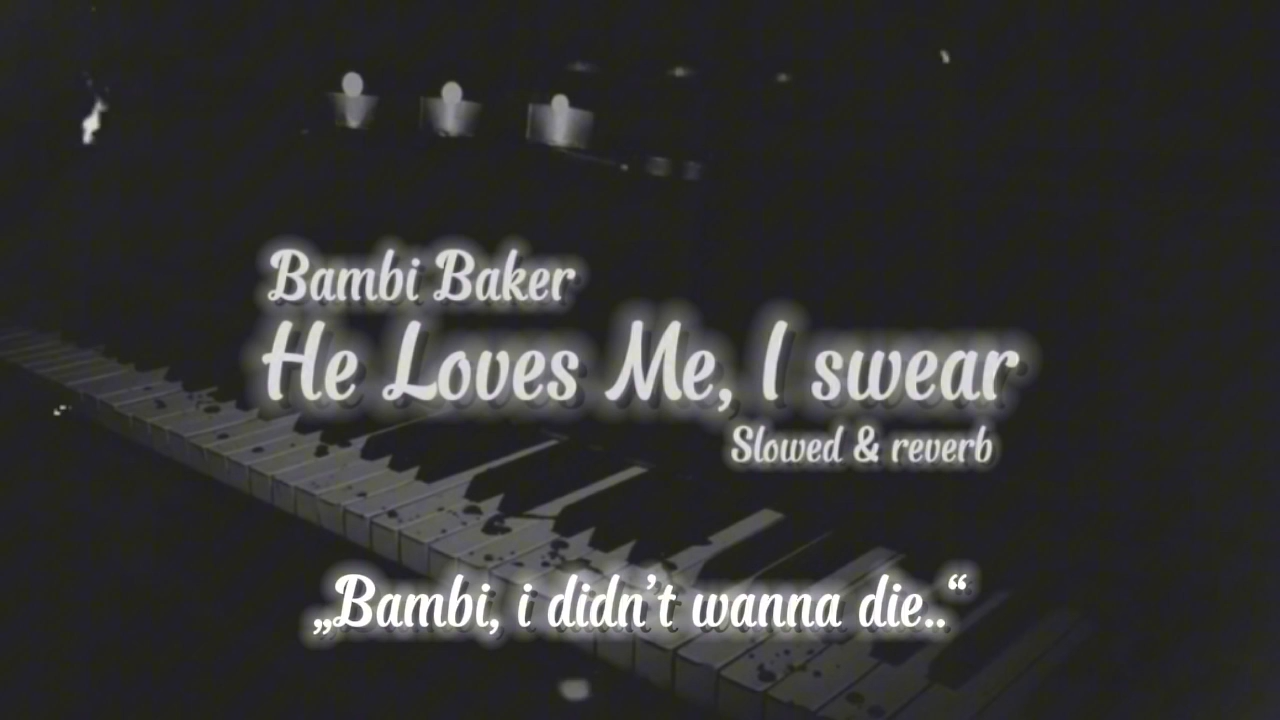 Bambi Baker
He Loves Me, I swear
Slowed & reverb
„Bambi, i didn’t wanna die..“